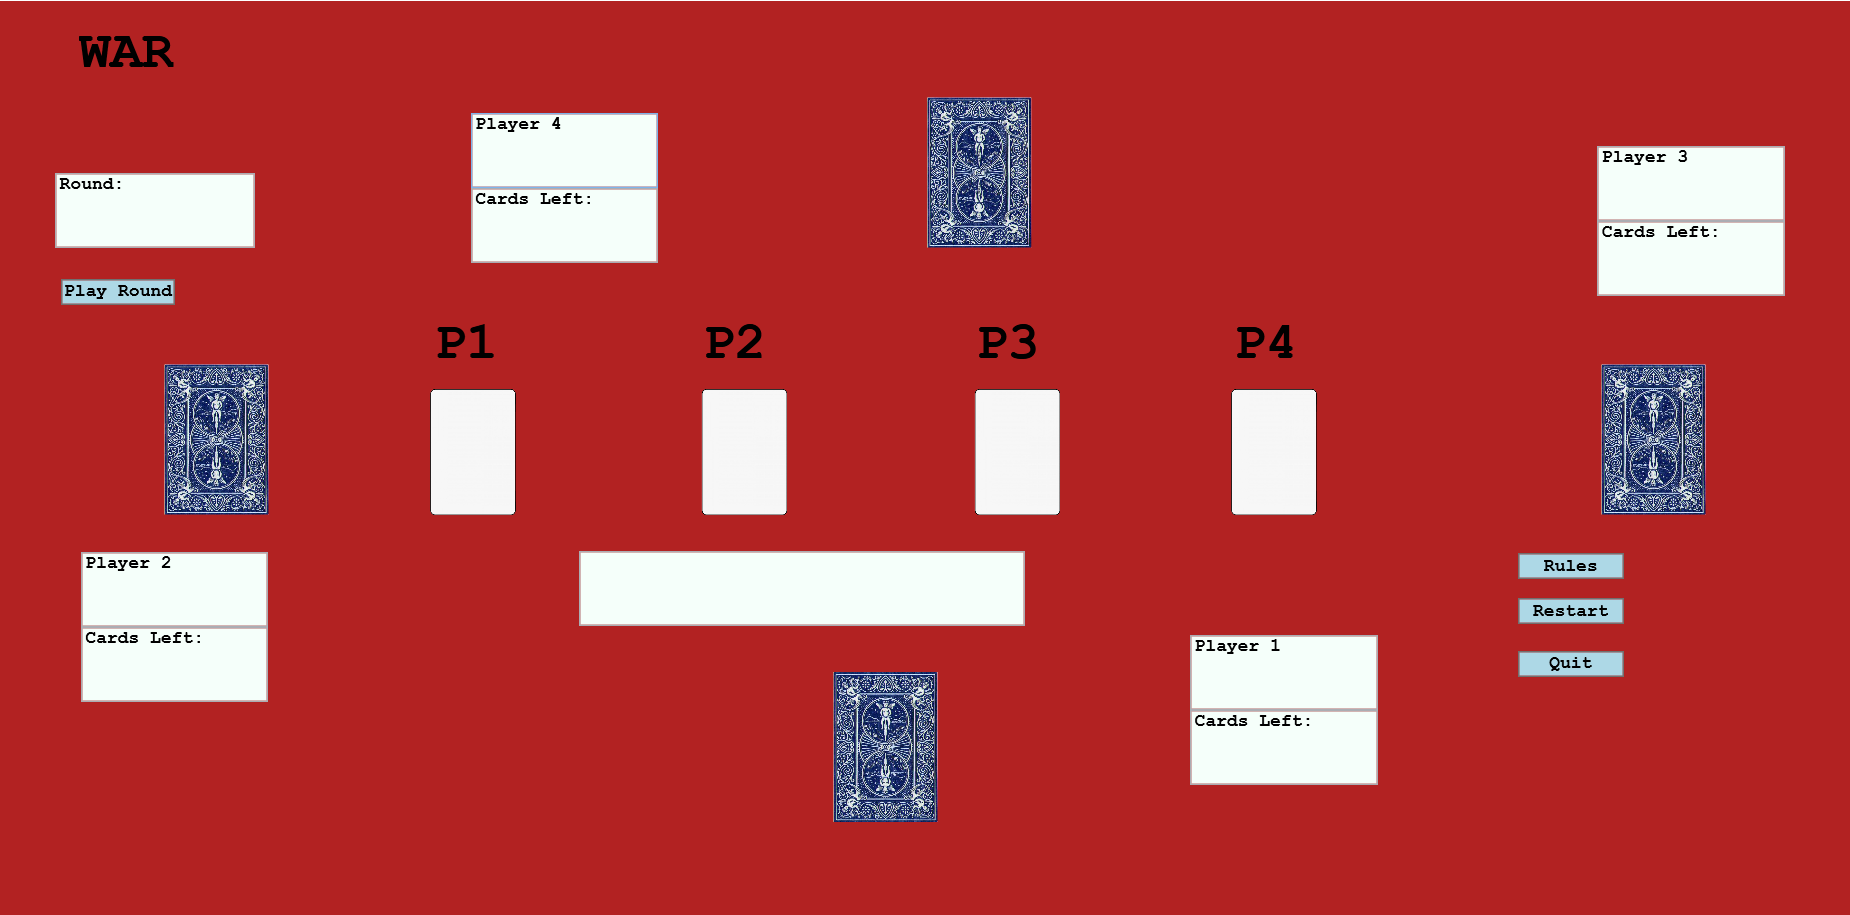 WAR
Player 4
Cards Left:
Player 3
Cards Left:
Round:
Play Round
P1
P2
P3
P4
Player 2
Cards Left:
Rules
Restart
Quit
Player 1
Cards Left: